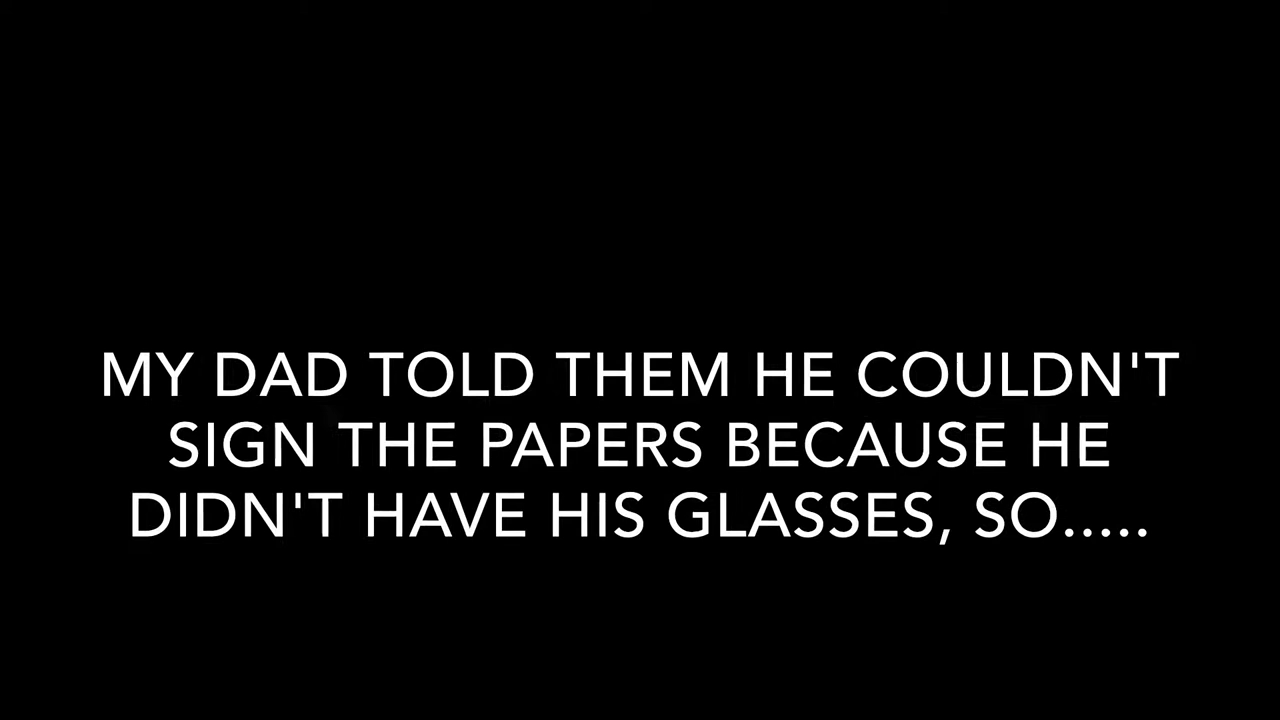 MY DAD TOLD THEM HE COULDN'T
SIGN THE PAPERS BECAUSE HE
DIDN'T HAVE HIS GLASSES, SO.....